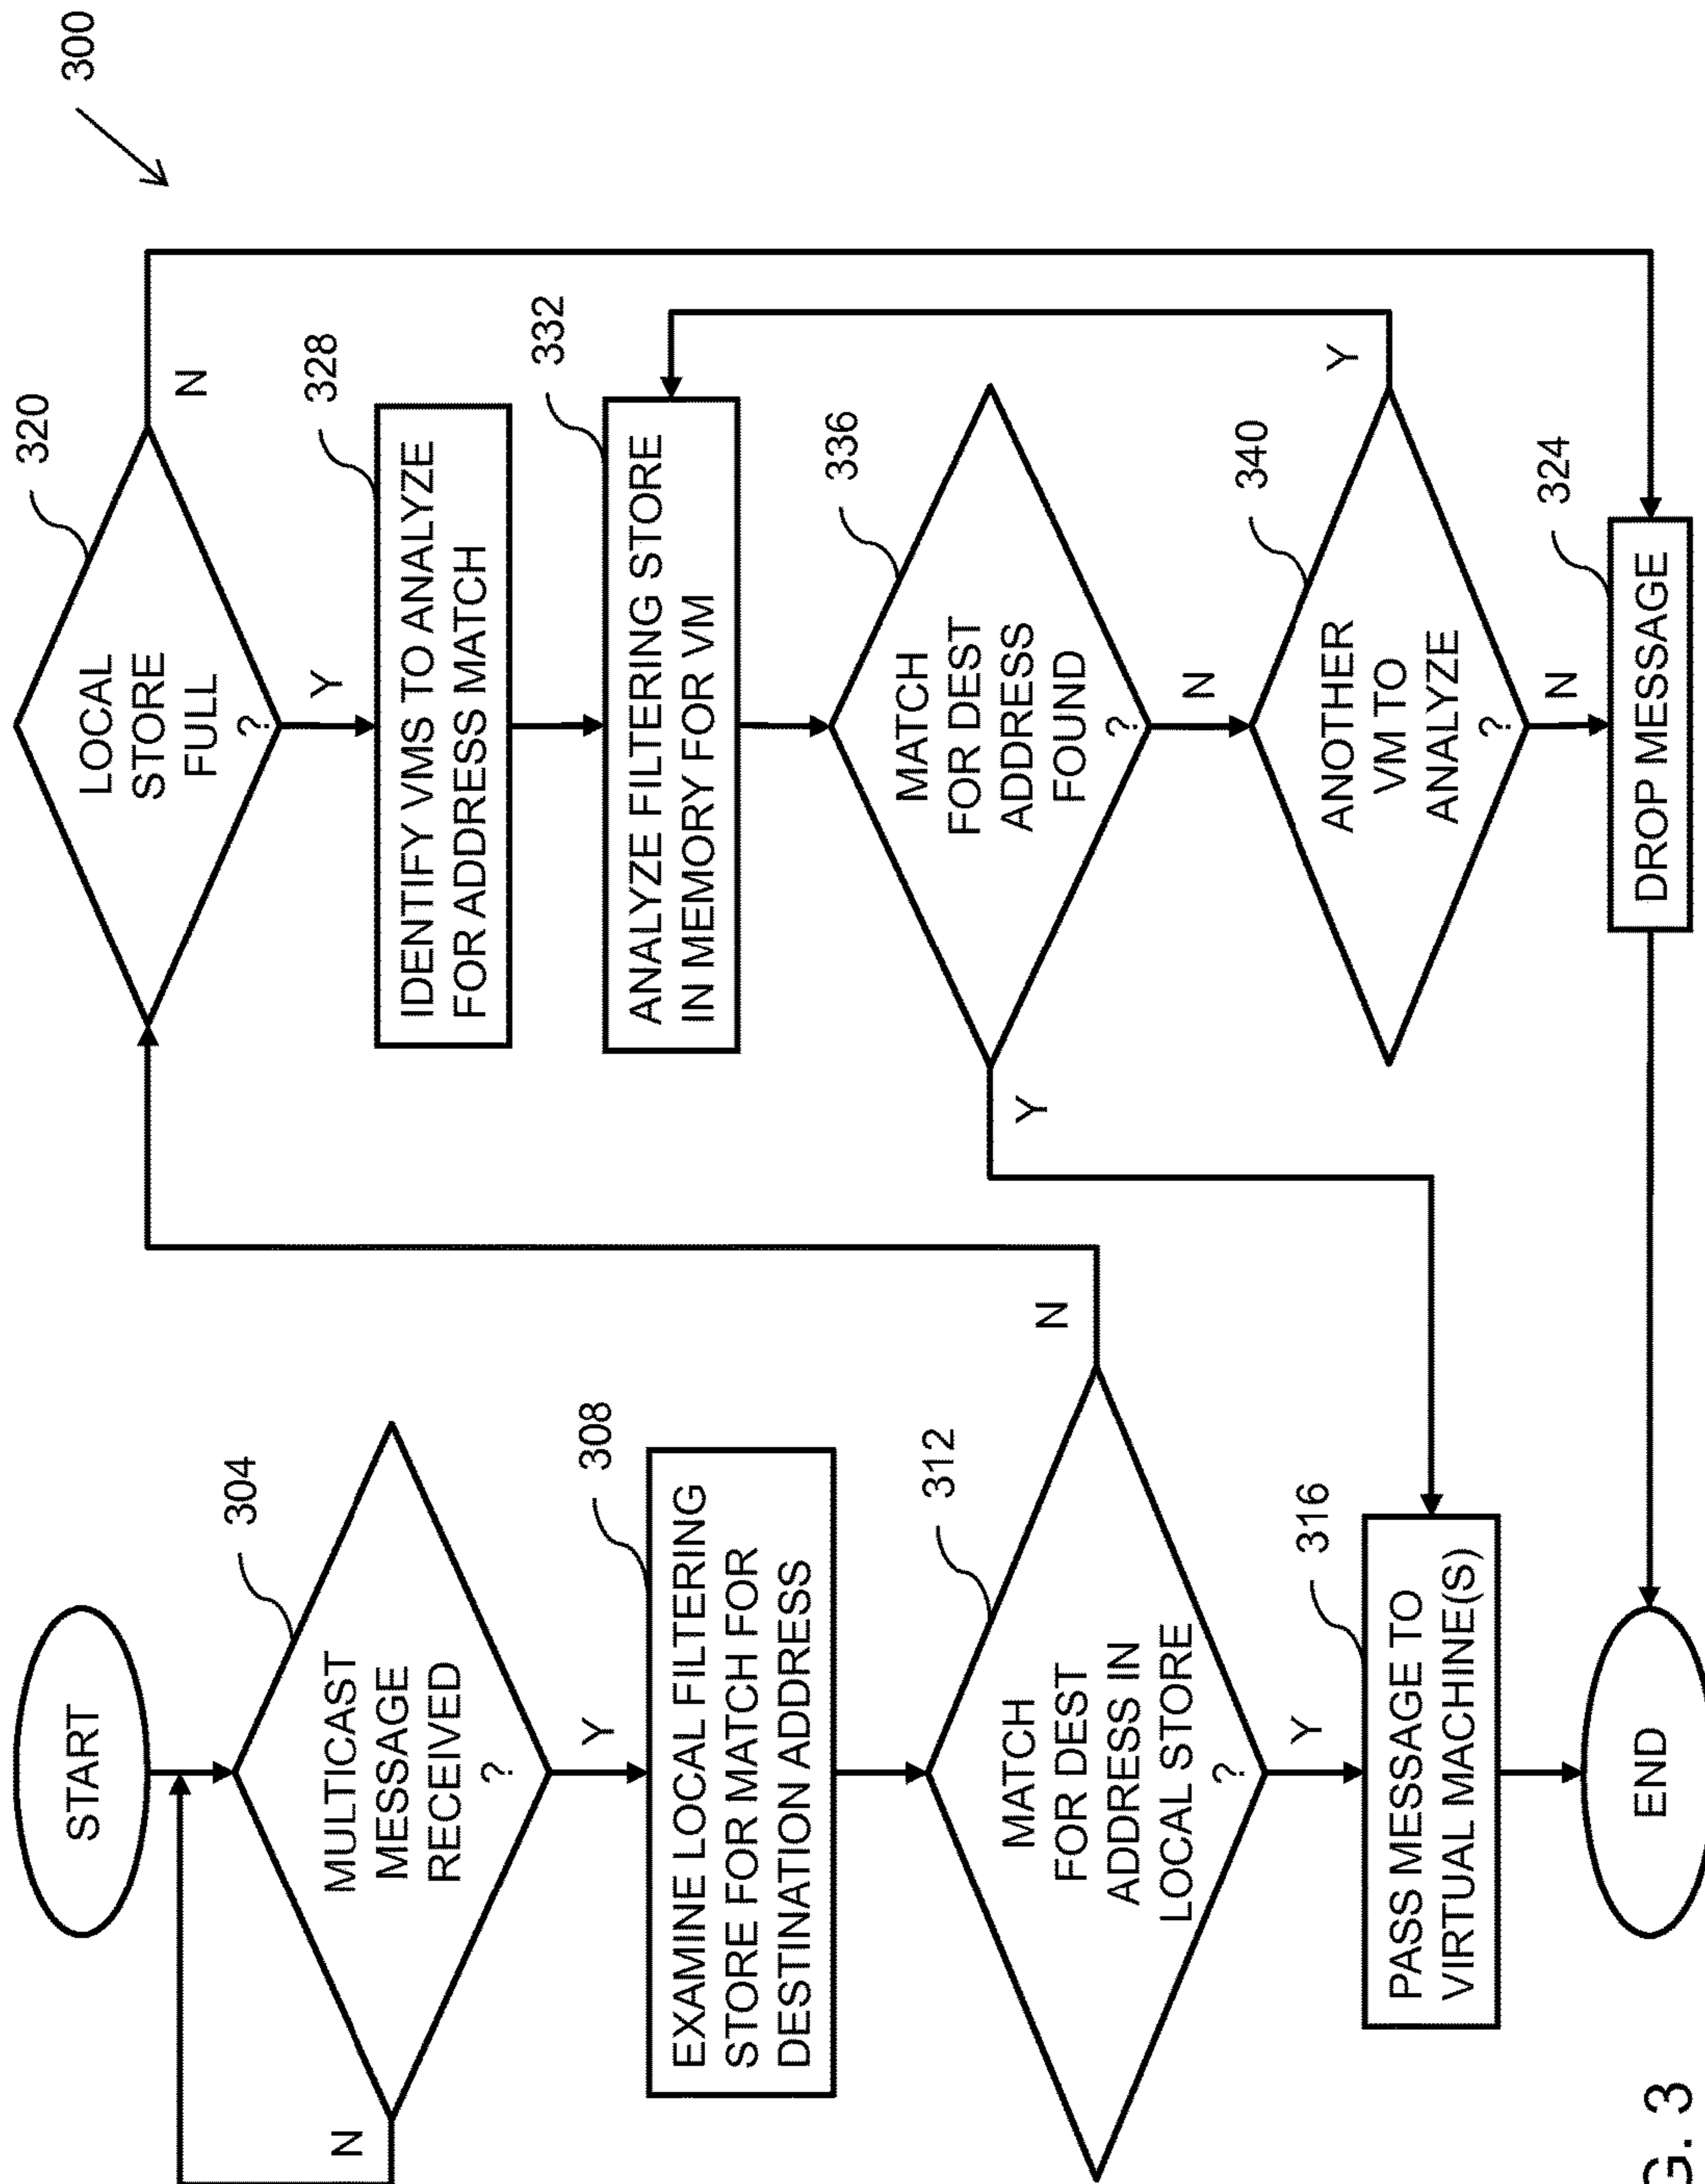 300
START
304
MULTICAST
MESSAGE
RECEIVED
?
N
Y
308
EXAMINE LOCAL FILTERING
STORE FOR MATCH FOR
DESTINATION ADDRESS
312
MATCH
FOR DEST
ADDRESS IN
LOCAL STORE
?
N
Y
316
PASS MESSAGE TO
VIRTUAL MACHINE(S)
END
320
LOCAL
STORE
FULL
?
N
Y
328
IDENTIFY VMS TO ANALYZE
FOR ADDRESS MATCH
332
ANALYZE FILTERING STORE
IN MEMORY FOR VM
336
MATCH
FOR DEST
ADDRESS
FOUND
?
Y
N
340
ANOTHER
VM TO
ANALYZE
?
Y
N
324
DROP MESSAGE
G. 3